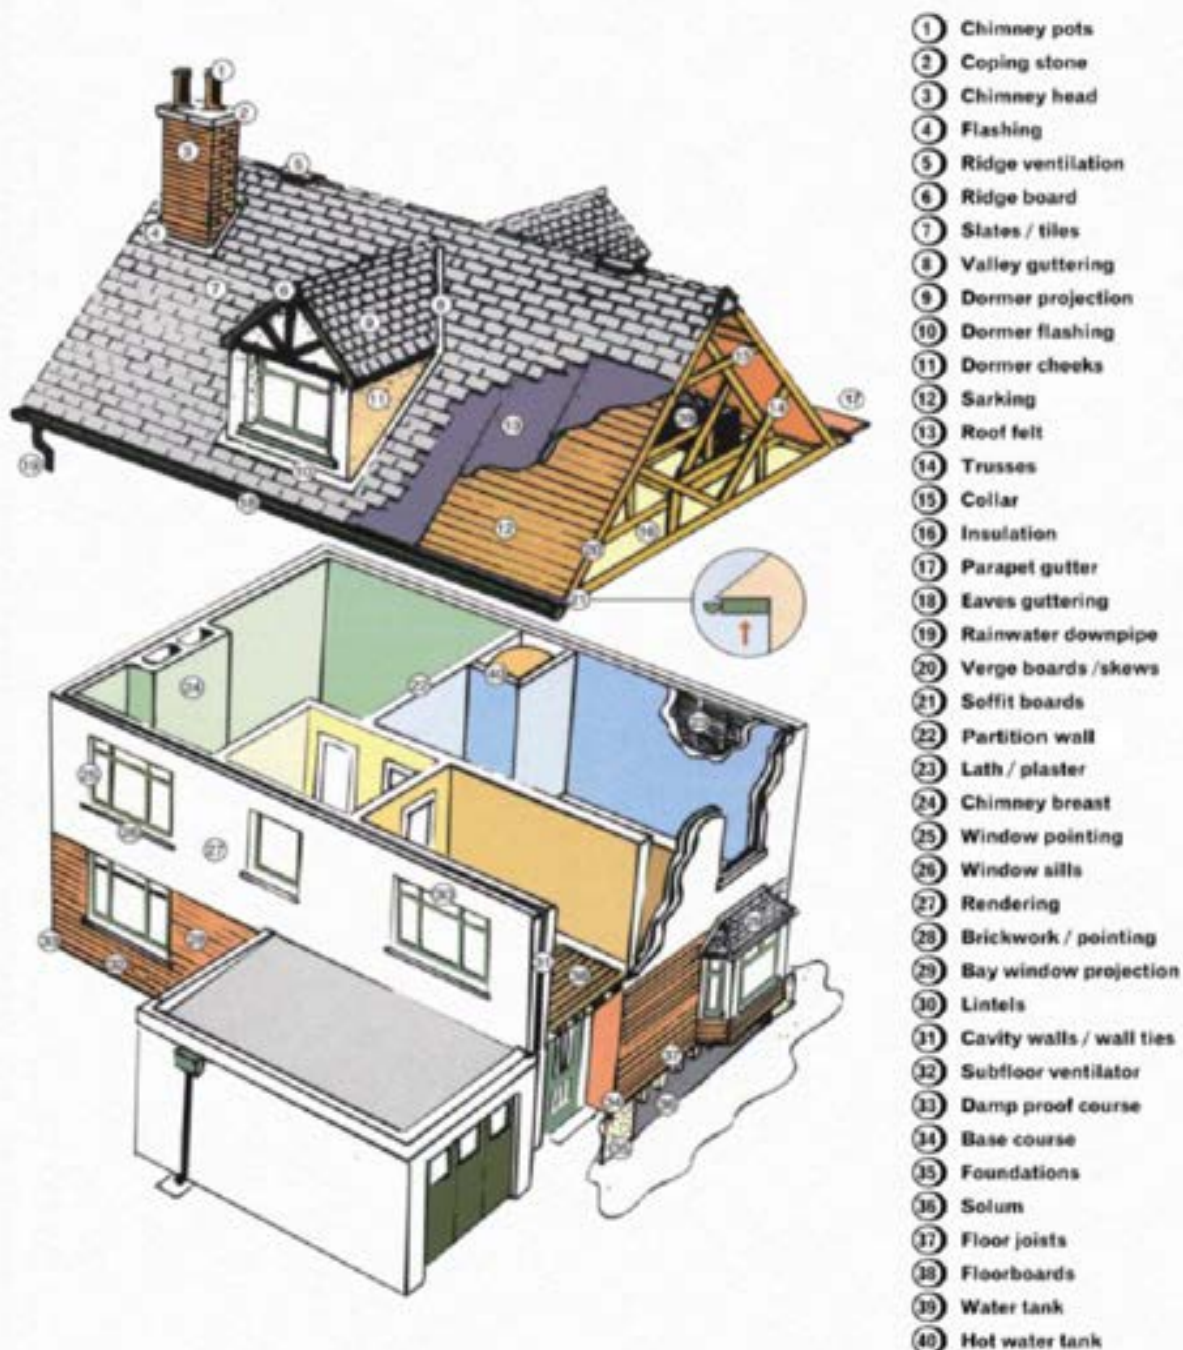 1 Chimney pots
2 Coping stone
3 Chimney head
4 Flashing
5 Ridge ventilation
6 Ridge board
7 Slates / tiles
8 Valley guttering
9 Dormer projection
10 Dormer flashing
11 Dormer cheeks
12 Sarking
13 Roof felt
14 Trusses
15 Collar
16 Insulation
17 Parapet gutter
18 Eaves guttering
19 Rainwater downpipe
20 Verge boards /skews
21 Soffit boards
22 Partition wall
23 Lath / plaster
24 Chimney breast
25 Window pointing
26 Window sills
27 Rendering
28 Brickwork / pointing
29 Bay window projection
30 Lintels
31 Cavity walls / wall ties
32 Subfloor ventilator
33 Damp proof course
34 Base course
35 Foundations
36 Solum
37 Floor joists
38 Floorboards
39 Water tank
40 Hot water tank